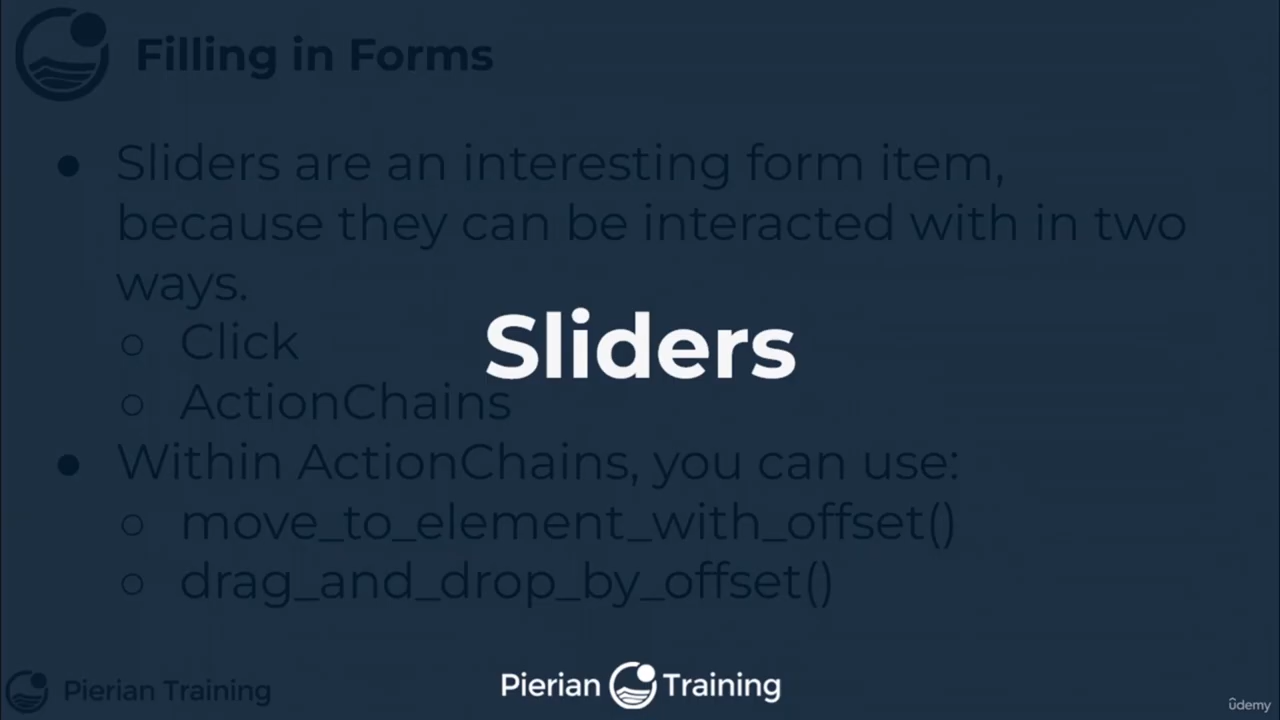 Filling in Forms
● Sliders are an interesting form item,
because they can be interacted with in two
ways.
○ Click
○ ActionChains
● Within ActionChains, you can use:
○ move_to_element_with_offset()
○ drag_and_drop_by_offset()
Sliders
Pierian Training
Pierian Training
ûdemy